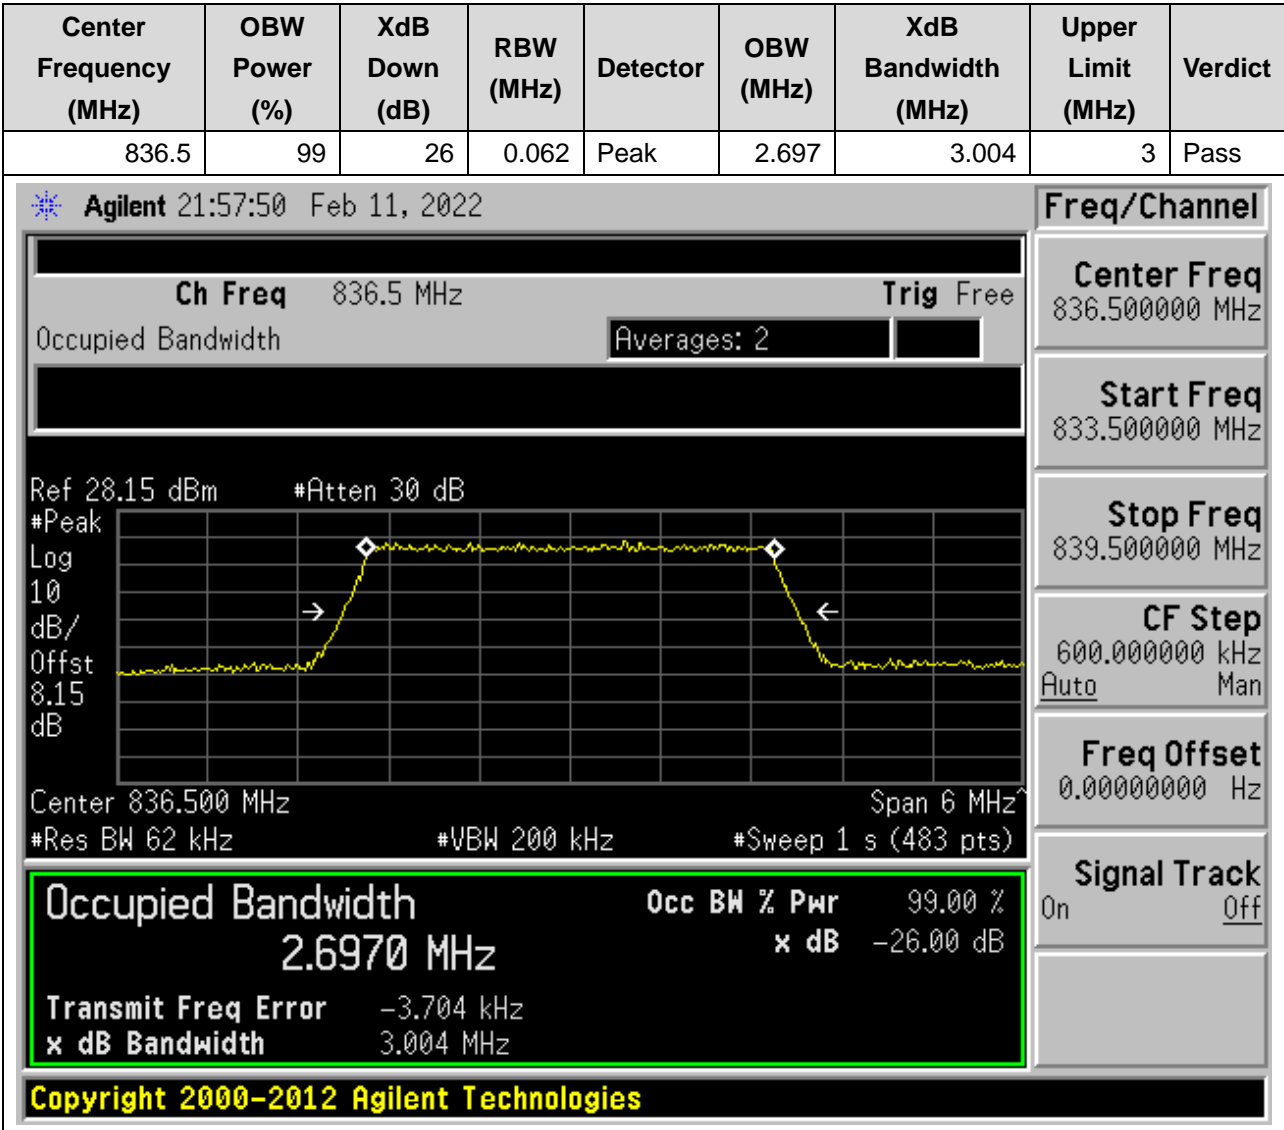 Center Frequency (MHz) OBW Power (%) XdB Down (dB) RBW (MHz) Detector OBW (MHz) XdB Bandwidth (MHz) Upper Limit (MHz) Verdict
836.5 99 26 0.062 Peak 2.697 3.004 3 Pass
Agilent 21:57:50 Feb 11, 2022
Freq/Channel
Ch Freq 836.5 MHz Trig Free
Occupied Bandwidth Averages: 2
Ref 28.15 dBm #Atten 30 dB
#Peak
Log
10
dB/
Offst
8.15
dB
Center 836.500 MHz Span 6 MHz^
#Res BW 62 kHz #VBW 200 kHz #Sweep 1 s (483 pts)
Occupied Bandwidth Occ BW % Pwr 99.00 %
2.6970 MHz x dB -26.00 dB
Transmit Freq Error -3.704 kHz
x dB Bandwidth 3.004 MHz
Center Freq
836.500000 MHz
Start Freq
833.500000 MHz
Stop Freq
839.500000 MHz
CF Step
600.000000 kHz
Auto Man
Freq Offset
0.00000000 Hz
Signal Track
On Off
Copyright 2000-2012 Agilent Technologies